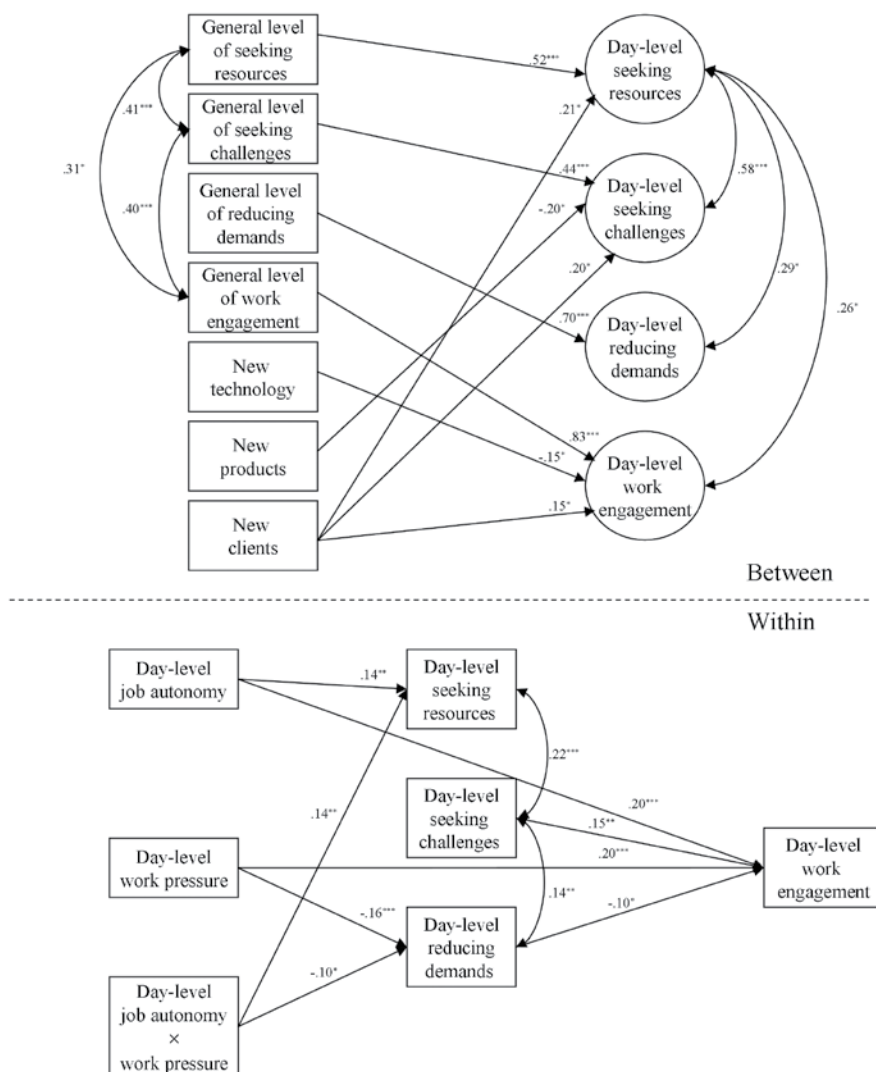 General level
of seeking
resources
General level
of seeking
challenges
General level
of reducing
demands
General level
of work
engagement
New
technology
New
products
New
clients
.41***
.31*
.40***
.52***
.21*
.44***
-.20*
.20*
.70***
.83***
-.15*
.15*
Day-level
seeking
resources
Day-level
seeking
challenges
Day-level
reducing
demands
Day-level
work
engagement
.58***
.29*
.26*
Between
Within
Day-level
job autonomy
Day-level
work pressure
Day-level
job autonomy
×
work pressure
.14**
.14**
-.16***
-.10*
Day-level
seeking
resources
Day-level
seeking
challenges
Day-level
reducing
demands
.22***
.14**
.20***
.15**
.20***
-.10*
Day-level
work
engagement